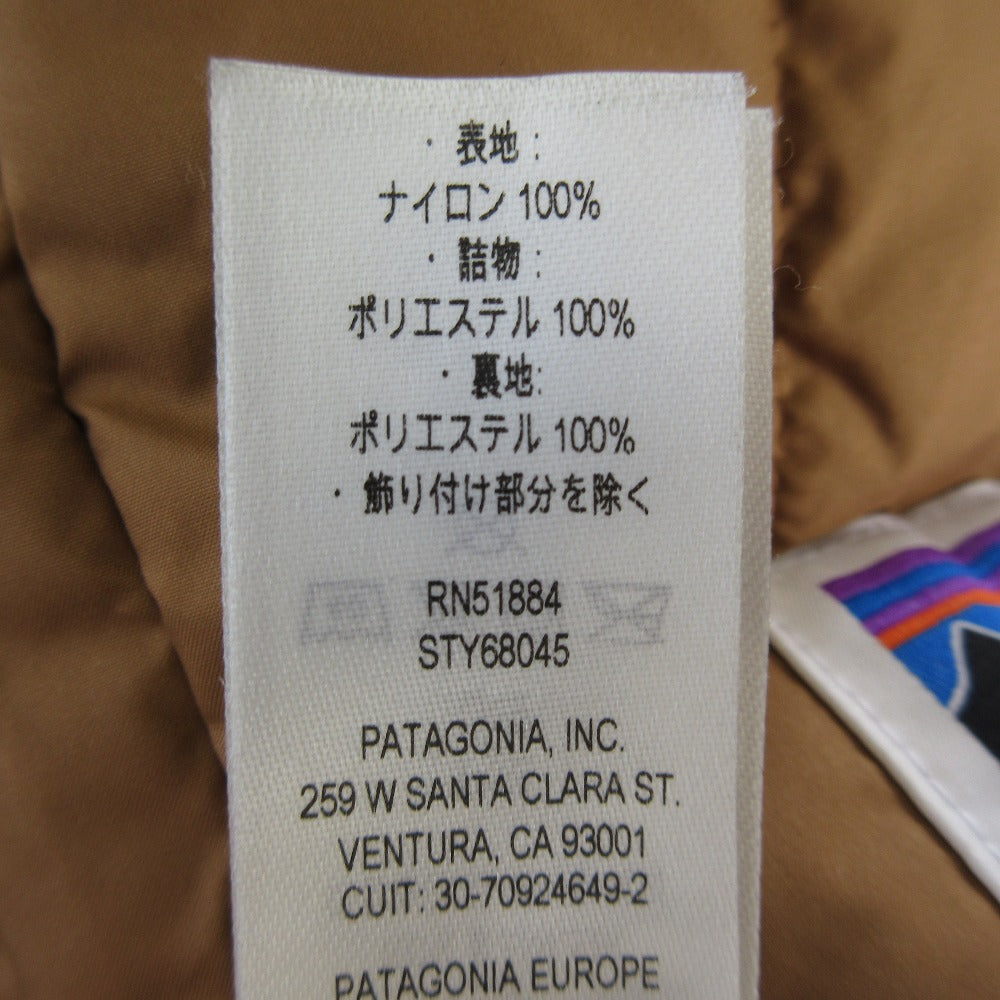 ・表地：
ナイロン 100%
・詰物：
ポリエステル 100%
・裏地:
ポリエステル 100%
・飾り付け部分を除く
RN51884
STY68045
PATAGONIA, INC.
259 W SANTA CLARA ST.
VENTURA, CA 93001
CUIT: 30-70924649-2
PATAGONIA EUROPE